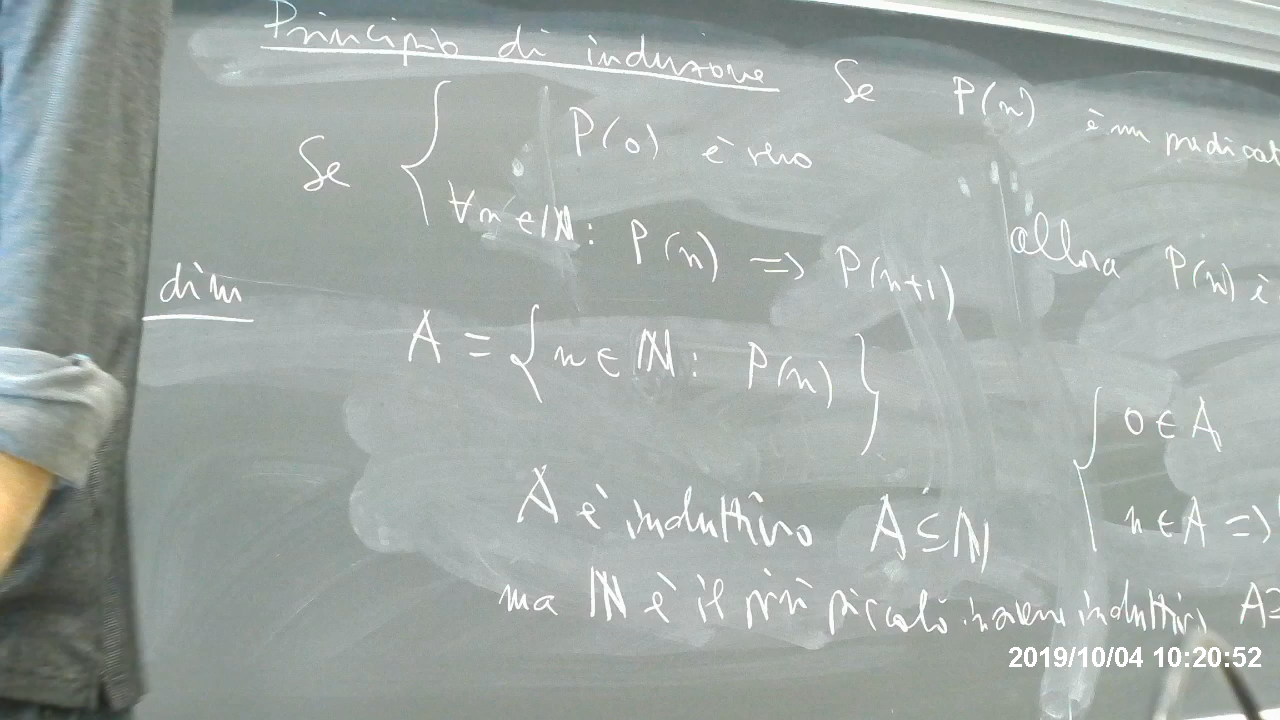 Principio di induzione Se P(n) è un predicat
Se { P(0) è vero
∀n∈ℕ: P(n) => P(n+1) allora P(n) è
dim
A = {n ∈ ℕ: P(n)}
{ 0 ∈ A
n ∈ A =>
A è induttivo A ⊆ ℕ
ma ℕ è il più piccolo insieme induttivo A=
2019/10/04 10:20:52